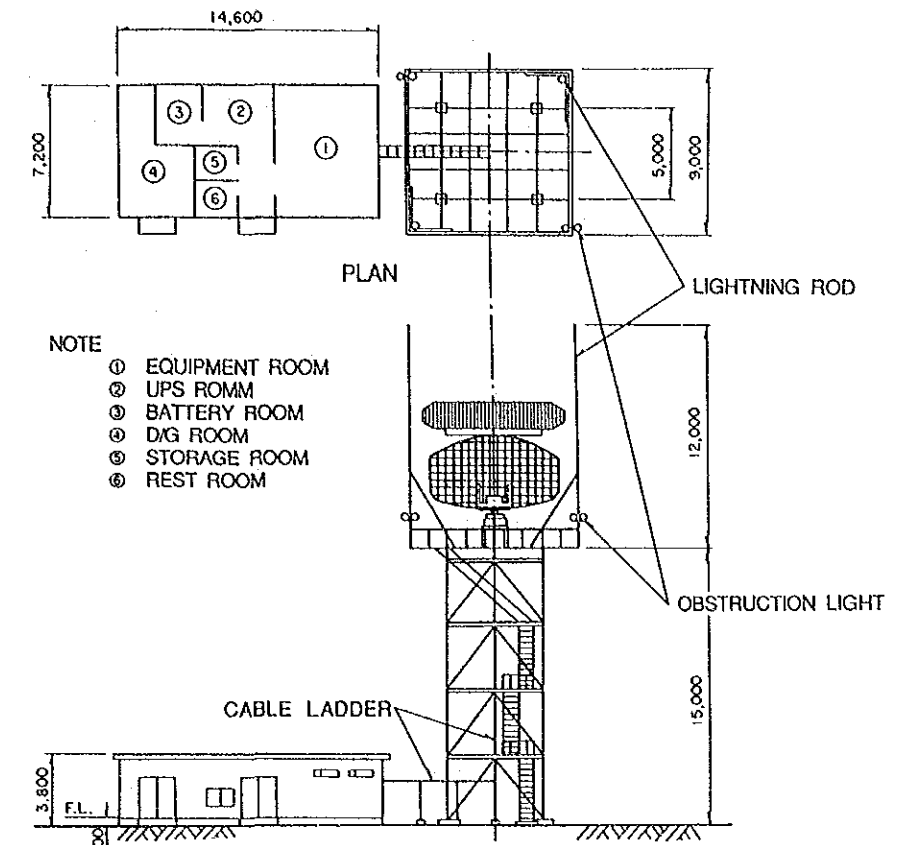 14,600
7,200
③
②
①
④
⑤
⑥
5,000
9,000
PLAN
LIGHTNING ROD
NOTE
① EQUIPMENT ROOM
② UPS ROMM
③ BATTERY ROOM
④ D/G ROOM
⑤ STORAGE ROOM
⑥ REST ROOM
12,000
OBSTRUCTION LIGHT
15,000
CABLE LADDER
3.800
F.L.